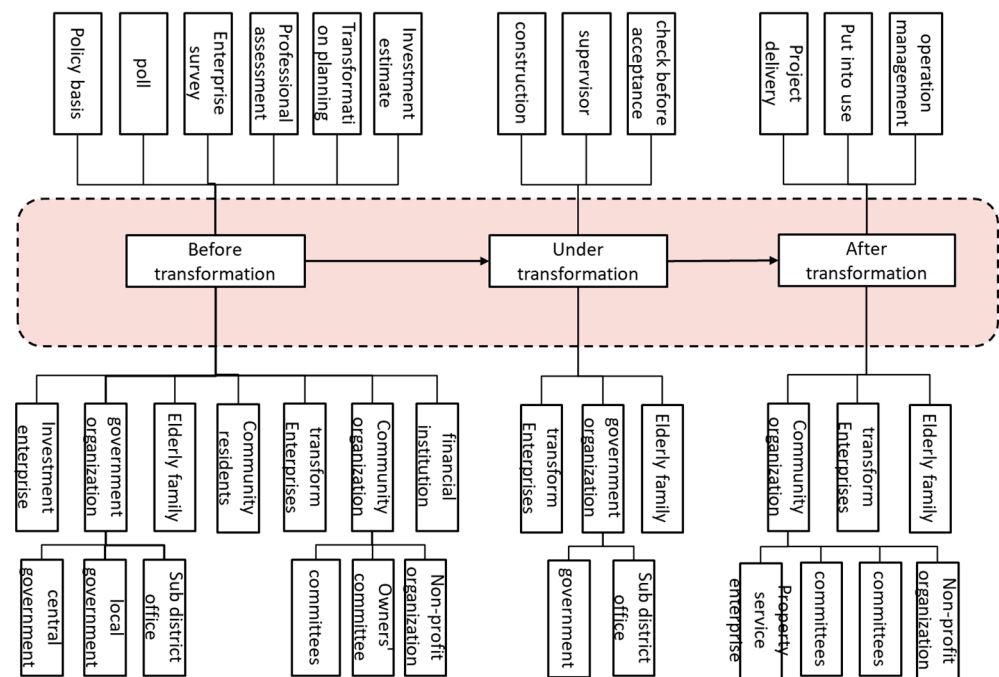 Policy basis
poll
Enterprise
survey
Professional
assessment
Transformati
on planning
Investment
estimate
construction
supervisor
check before
acceptance
Project
delivery
Put into use
operation
management
Before
transformation
Under
transformation
After
transformation
Investment
enterprise
government
organization
Elderly family
Community
residents
transform
Enterprises
Community
organization
financial
institution
transform
Enterprises
government
organization
Elderly family
Community
organization
transform
Enterprises
Elderly family
central
government
local
government
Sub district
office
committees
Owners'
committee
Non-profit
organization
government
Sub district
office
Property
service
enterprise
committees
committees
Non-profit
organization